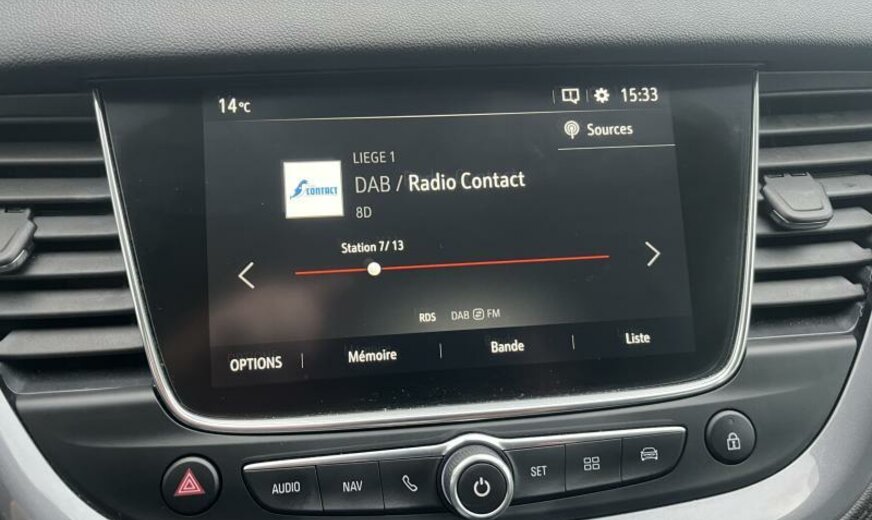 14°C
15:33
Sources
LIEGE 1
CONTACT
DAB / Radio Contact
8D
Station 7/ 13
RDS DAB FM
OPTIONS Mémoire Bande Liste
AUDIO NAV SET